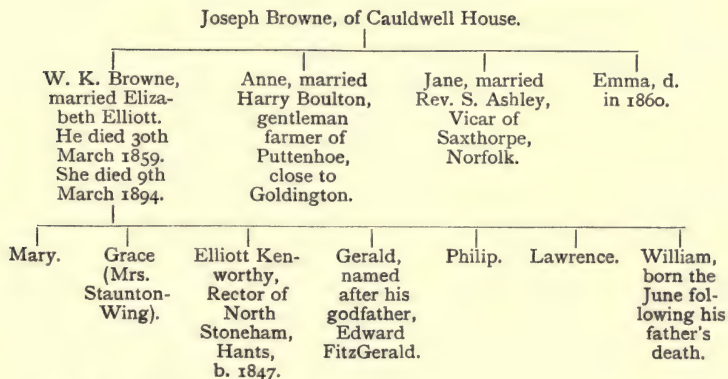 Joseph Browne, of Cauldwell House.
W. K. Browne,
married Eliza-
beth Elliott.
He died 30th
March 1859.
She died 9th
March 1894.
Anne, married
Harry Boulton,
gentleman
farmer of
Puttenhoe,
close to
Goldington.
Jane, married
Rev. S. Ashley,
Vicar of
Saxthorpe,
Norfolk.
Emma, d.
in 1860.
Mary.
Grace
(Mrs.
Staunton-
Wing).
Elliott Ken-
worthy,
Rector of
North
Stoneham,
Hants,
b. 1847.
Gerald,
named
after his
godfather,
Edward
FitzGerald.
Philip.
Lawrence.
William,
born the
June fol-
lowing his
father's
death.